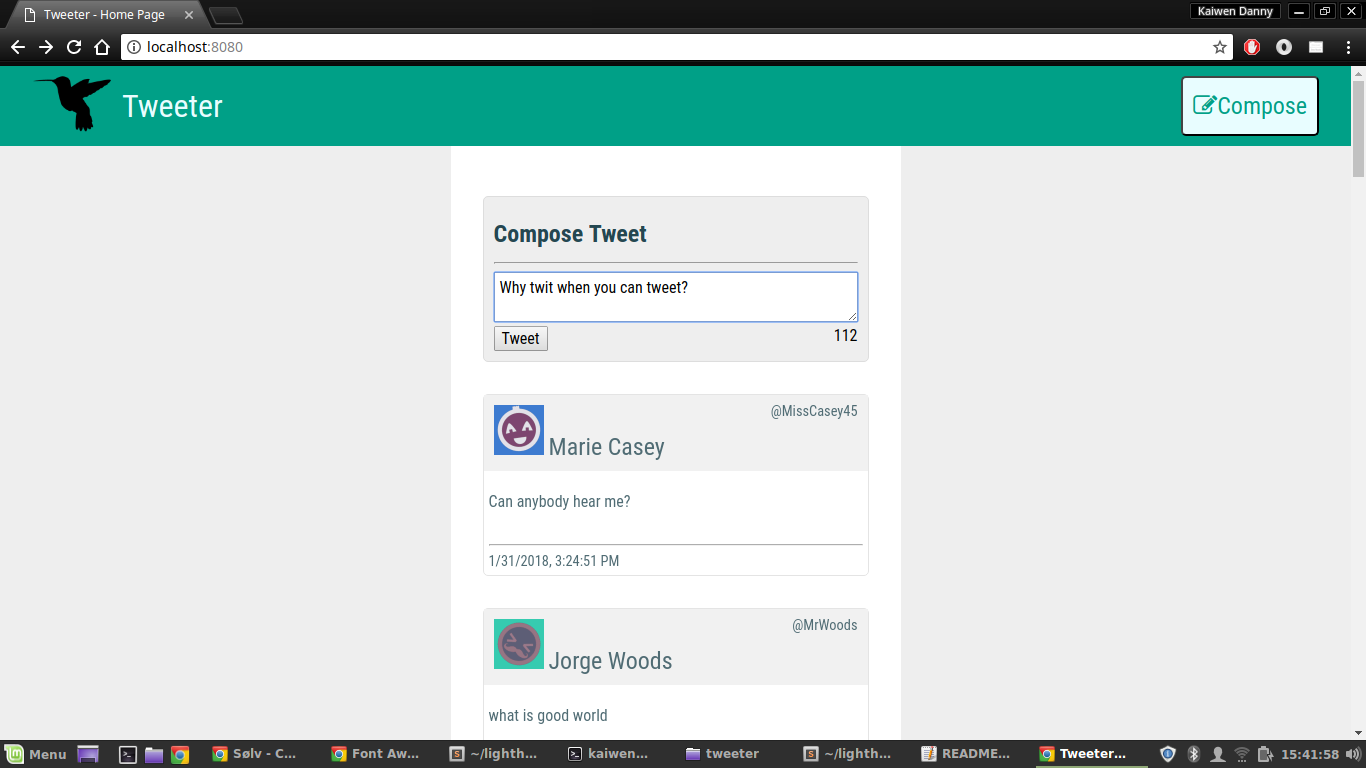 Tweeter - Home Page
Kaiwen Danny
localhost:8080
Tweeter
Compose
Compose Tweet
Why twit when you can tweet?
Tweet
112
@MissCasey45
Marie Casey
Can anybody hear me?
1/31/2018, 3:24:51 PM
@MrWoods
Jorge Woods
what is good world
Menu
Sølv - C...
Font Aw...
~/lighth...
kaiwen...
tweeter
~/lighth...
README...
Tweeter...
15:41:58